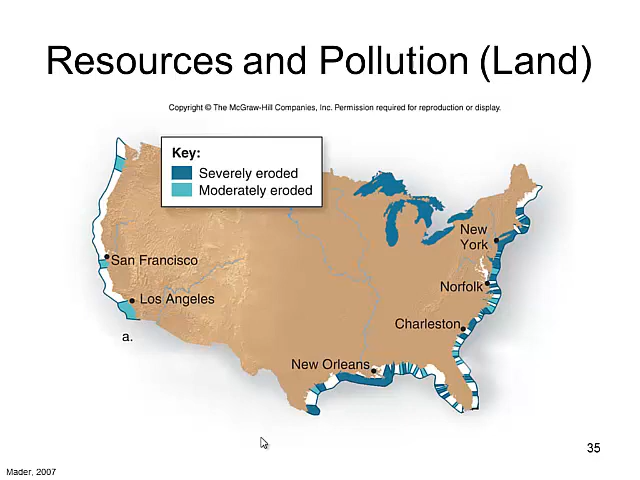 Resources and Pollution (Land)
Copyright © The McGraw-Hill Companies, Inc. Permission required for reproduction or display.
Key:
Severely eroded
Moderately eroded
New
York
San Francisco
Norfolk
Los Angeles
Charleston
a.
New Orleans
35
Mader, 2007